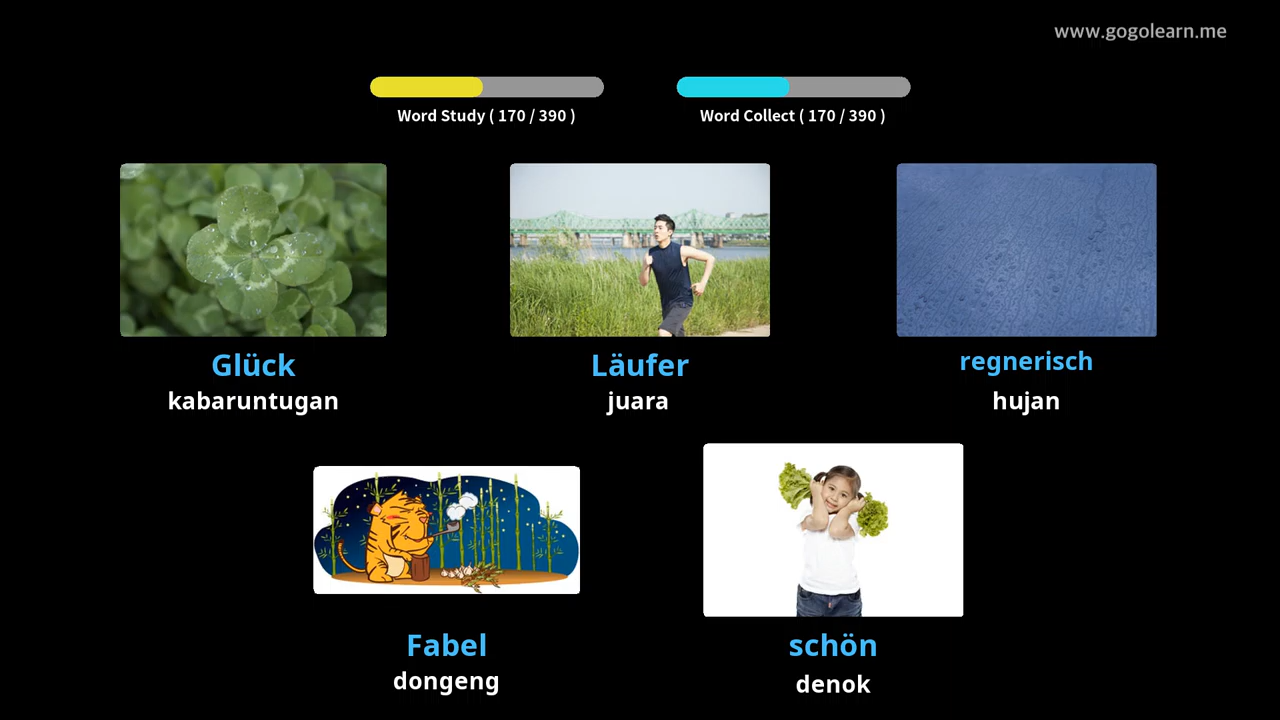 www.gogolearn.me
Word Study ( 170 / 390 )
Word Collect ( 170 / 390 )
Glück
kabaruntugan
Läufer
juara
regnerisch
hujan
Fabel
dongeng
schön
denok